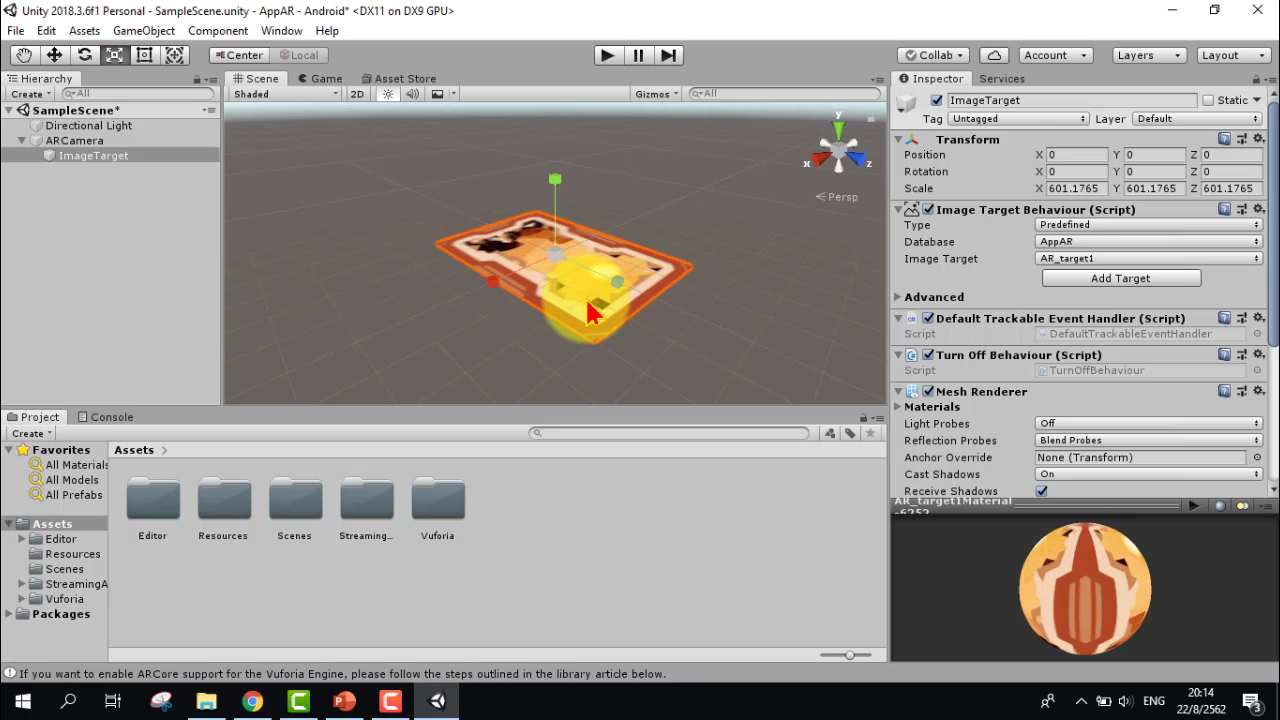 Unity 2018.3.6f1 Personal - SampleScene.unity - AppAR - Android* <DX11 on DX9 GPU>
File Edit Assets GameObject Component Window Help
Center Local Collab Account Layers Layout
Hierarchy
Create All
SampleScene*
Directional Light
ARCamera
ImageTarget
Scene Game Asset Store
Shaded 2D Gizmos All
y
x z
Persp
Inspector Services
ImageTarget Static
Tag Untagged Layer Default
Transform
Position X 0 Y 0 Z 0
Rotation X 0 Y 0 Z 0
Scale X 601.1765 Y 601.1765 Z 601.1765
Image Target Behaviour (Script)
Type Predefined
Database AppAR
Image Target AR_target1
Add Target
Advanced
Default Trackable Event Handler (Script)
Script DefaultTrackableEventHandler
Turn Off Behaviour (Script)
Script TurnOffBehaviour
Mesh Renderer
Materials
Light Probes Off
Reflection Probes Blend Probes
Anchor Override None (Transform)
Cast Shadows On
Receive Shadows
AR_target1Material
-6252
Project Console
Create
Favorites
All Materials
All Models
All Prefabs
Assets
Editor
Resources
Scenes
StreamingA
Vuforia
Packages
Assets
Editor Resources Scenes Streaming... Vuforia
If you want to enable ARCore support for the Vuforia Engine, please follow the steps outlined in the library article below.
ENG
20:14
22/8/2562
3